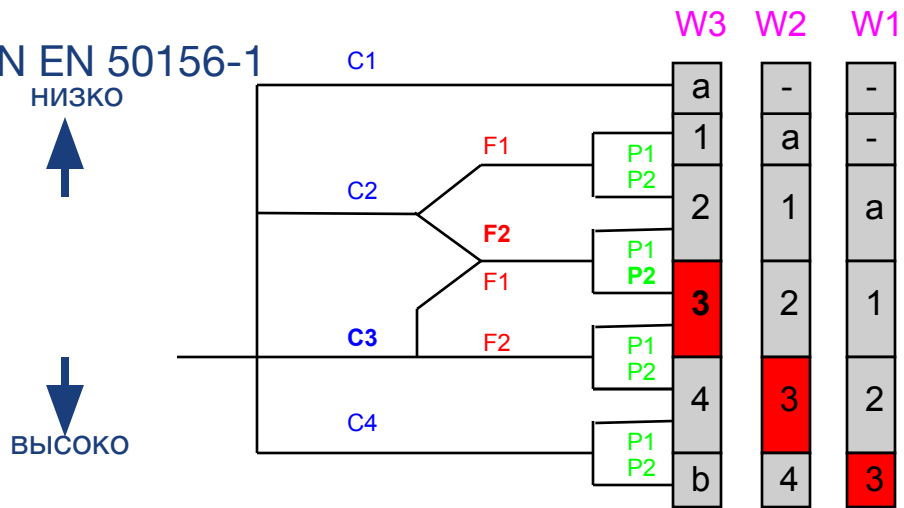 W3 W2 W1
N EN 50156-1
низко
C1
a - -
1 a -
F1
P1
P2
C2
2 1 a
F2
P1
P2
F1
3 2 1
C3
F2
P1
P2
4 3 2
C4
высоко
P1
P2
b 4 3